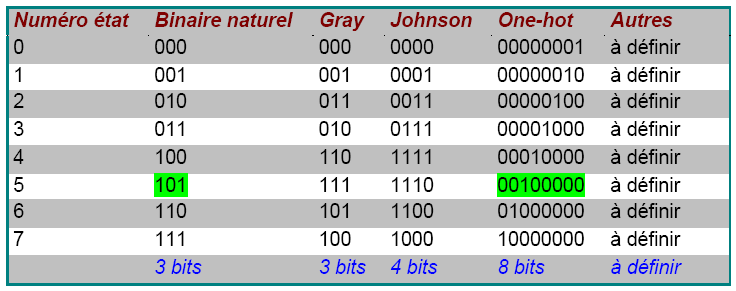 Numéro état Binaire naturel Gray Johnson One-hot Autres
0 000 000 0000 00000001 à définir
1 001 001 0001 00000010 à définir
2 010 011 0011 00000100 à définir
3 011 010 0111 00001000 à définir
4 100 110 1111 00010000 à définir
5 101 111 1110 00100000 à définir
6 110 101 1100 01000000 à définir
7 111 100 1000 10000000 à définir
3 bits 3 bits 4 bits 8 bits à définir